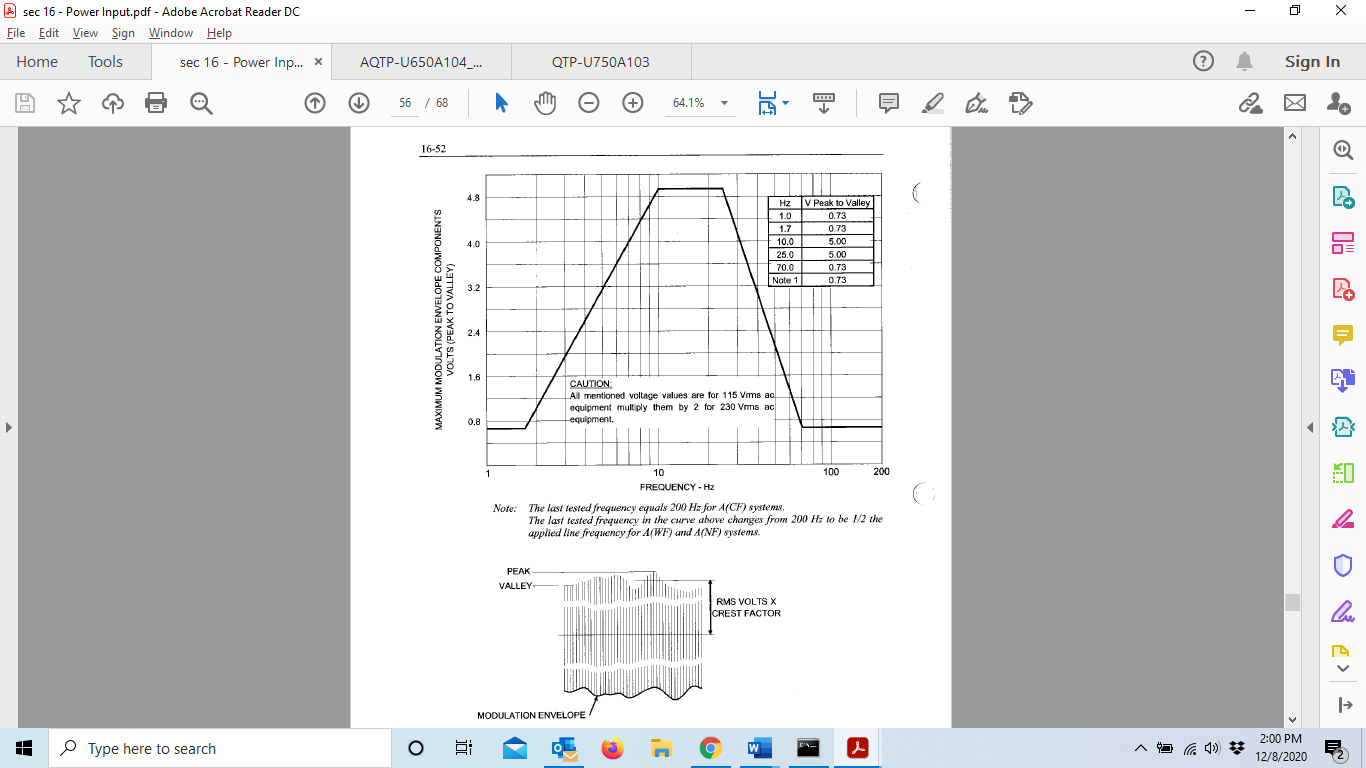 sec 16 - Power Input.pdf - Adobe Acrobat Reader DC
File Edit View Sign Window Help
Home Tools sec 16 - Power Inp... × AQTP-U650A104_... QTP-U750A103 Sign In
56 / 68 64.1%
16-52
MAXIMUM MODULATION ENVELOPE COMPONENTS
VOLTS (PEAK TO VALLEY)
4.8
4.0
3.2
2.4
1.6
0.8
Hz V Peak to Valley
1.0 0.73
1.7 0.73
10.0 5.00
25.0 5.00
70.0 0.73
Note 1 0.73
CAUTION:
All mentioned voltage values are for 115 Vrms ac
equipment multiply them by 2 for 230 Vrms ac
equipment.
1 10 100 200
FREQUENCY - Hz
Note: The last tested frequency equals 200 Hz for A(CF) systems.
The last tested frequency in the curve above changes from 200 Hz to be 1/2 the
applied line frequency for A(WF) and A(NF) systems.
PEAK
VALLEY
RMS VOLTS X
CREST FACTOR
MODULATION ENVELOPE
Type here to search
2:00 PM
12/8/2020
2